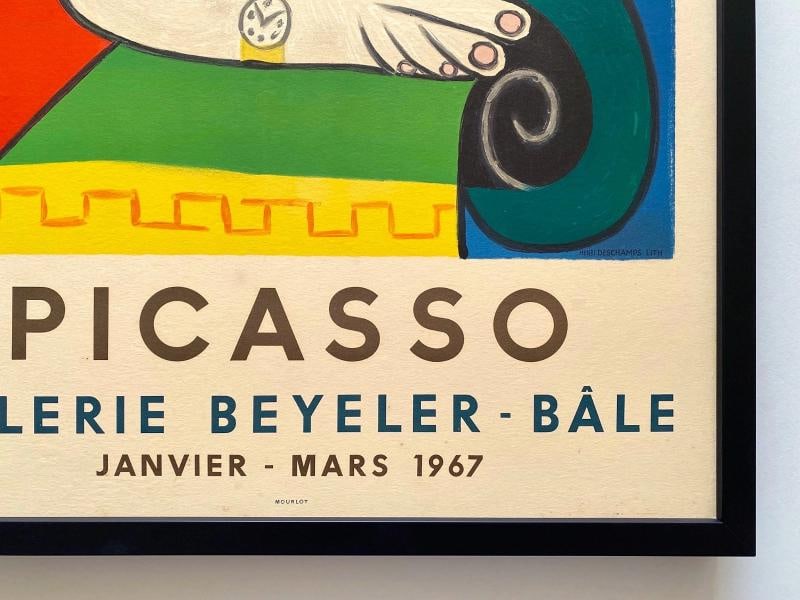 HENRI DESCHAMPS LITH
PICASSO
LERIE BEYELER - BÂLE
JANVIER - MARS 1967
MOURLOT